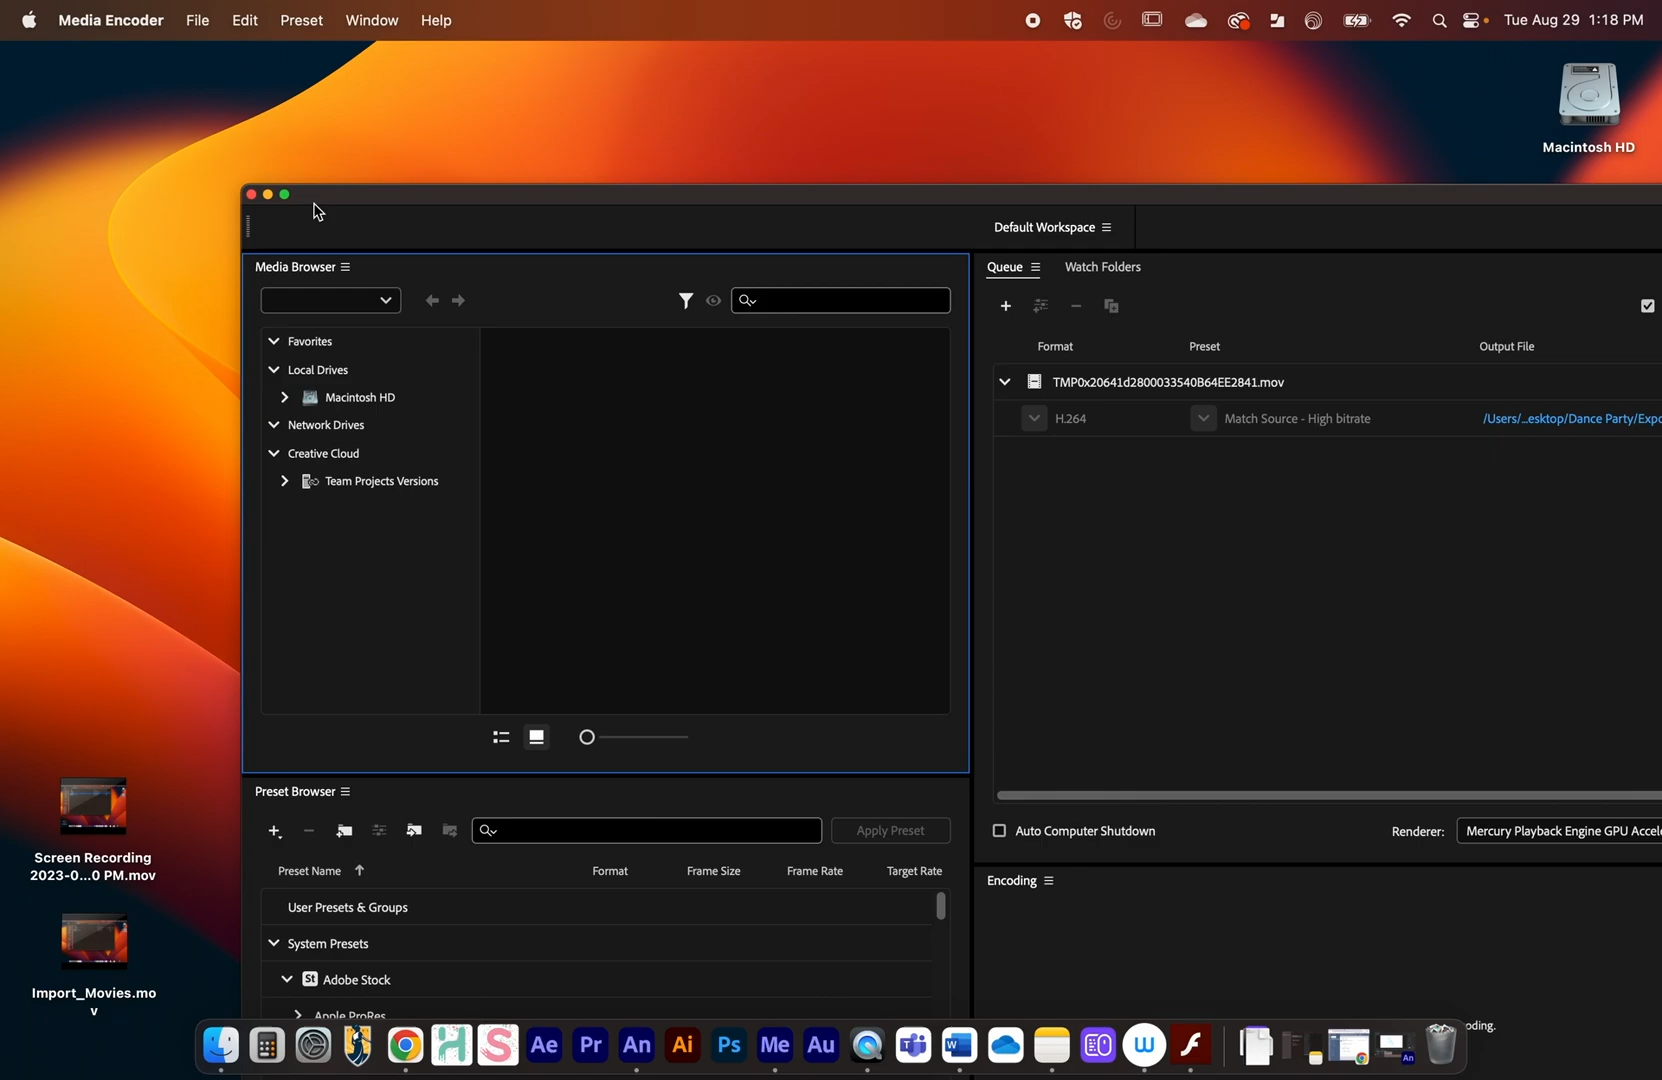 Media Encoder File Edit Preset Window Help Tue Aug 29 1:18 PM
Macintosh HD
Default Workspace
Media Browser
Queue Watch Folders
Favorites
Local Drives
Macintosh HD
Network Drives
Creative Cloud
Team Projects Versions
Format Preset Output File
TMP0x20641d2800033540B64EE2841.mov
H.264 Match Source - High bitrate /Users/...esktop/Dance Party/Expo
Auto Computer Shutdown Renderer: Mercury Playback Engine GPU Accele
Preset Browser
Apply Preset
Preset Name Format Frame Size Frame Rate Target Rate
User Presets & Groups
System Presets
St Adobe Stock
Apple ProRes
Encoding
oding.
Screen Recording
2023-0...0 PM.mov
Import_Movies.mo
v
Ae Pr An Ai Ps Me Au W An